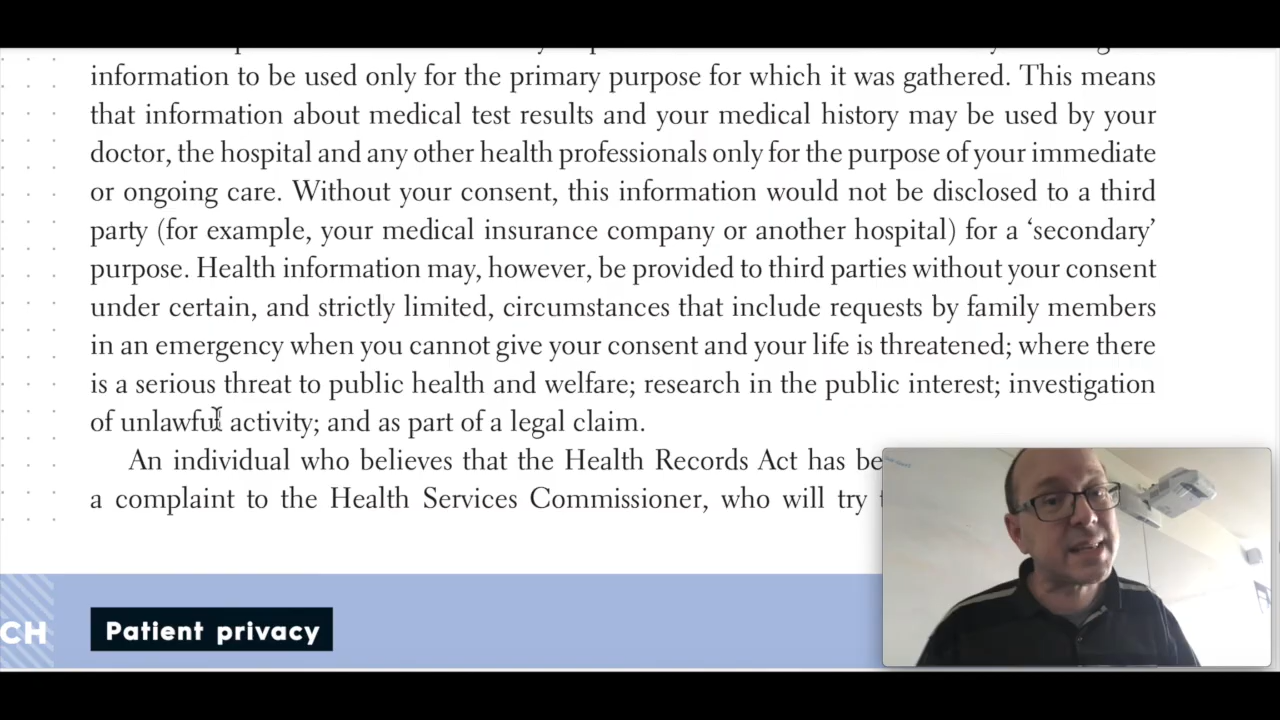 information to be used only for the primary purpose for which it was gathered. This means
that information about medical test results and your medical history may be used by your
doctor, the hospital and any other health professionals only for the purpose of your immediate
or ongoing care. Without your consent, this information would not be disclosed to a third
party (for example, your medical insurance company or another hospital) for a ‘secondary’
purpose. Health information may, however, be provided to third parties without your consent
under certain, and strictly limited, circumstances that include requests by family members
in an emergency when you cannot give your consent and your life is threatened; where there
is a serious threat to public health and welfare; research in the public interest; investigation
of unlawful activity; and as part of a legal claim.
An individual who believes that the Health Records Act has be
a complaint to the Health Services Commissioner, who will try
CH
Patient privacy